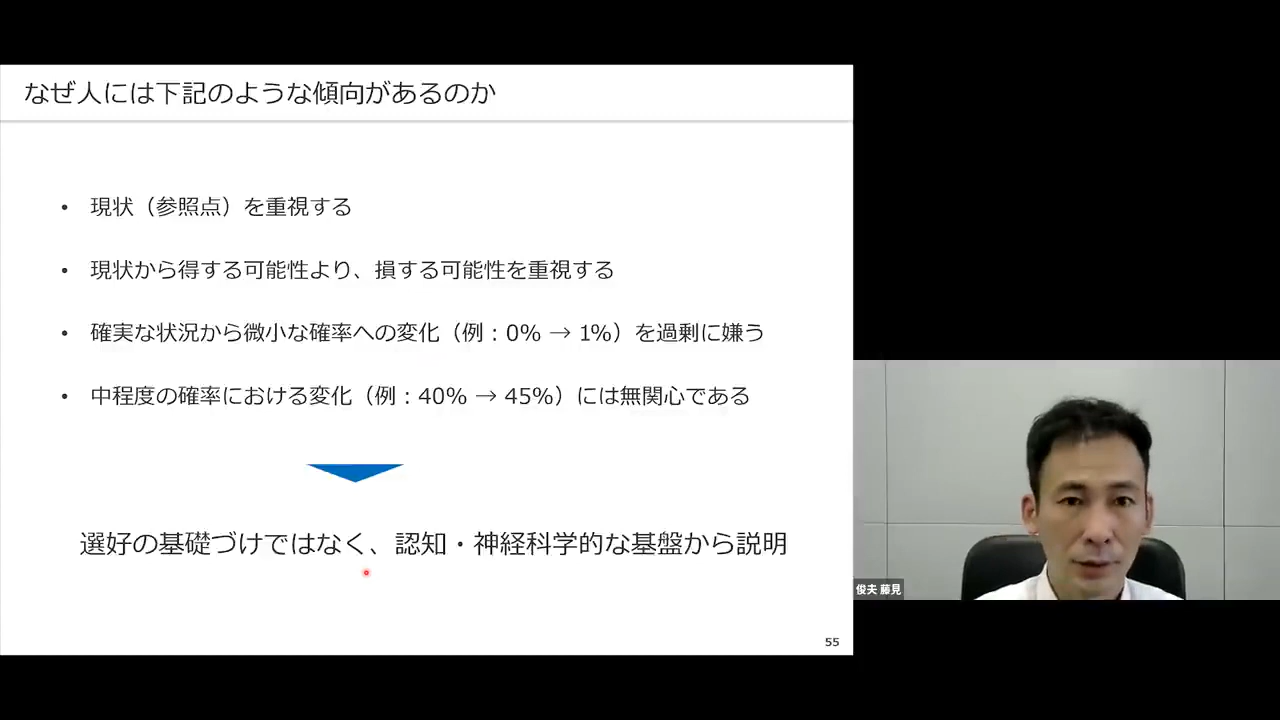 なぜ人には下記のような傾向があるのか
• 現状（参照点）を重視する
• 現状から得する可能性より、損する可能性を重視する
• 確実な状況から微小な確率への変化（例：0% → 1%）を過剰に嫌う
• 中程度の確率における変化（例：40% → 45%）には無関心である
選好の基礎づけではなく、認知・神経科学的な基盤から説明
55
俊夫 藤見